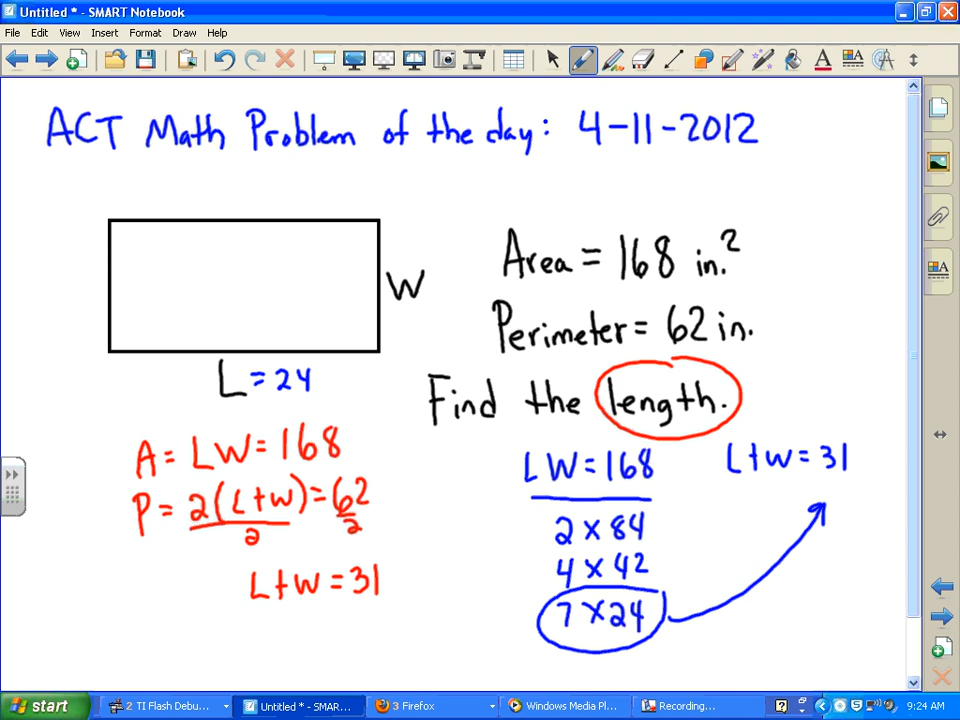 Untitled * - SMART Notebook
File Edit View Insert Format Draw Help
ACT Math Problem of the day: 4-11-2012
W
Area = 168 in.²
Perimeter = 62 in.
L = 24
Find the length.
A = LW = 168
P = 2(L+W) = 62
2 2
L+W = 31
LW = 168
L+W = 31
2 x 84
4 x 42
7 x 24
start
2 TI Flash Debu...
Untitled * - SMAR...
3 Firefox
Windows Media Pl...
Recording...
9:24 AM